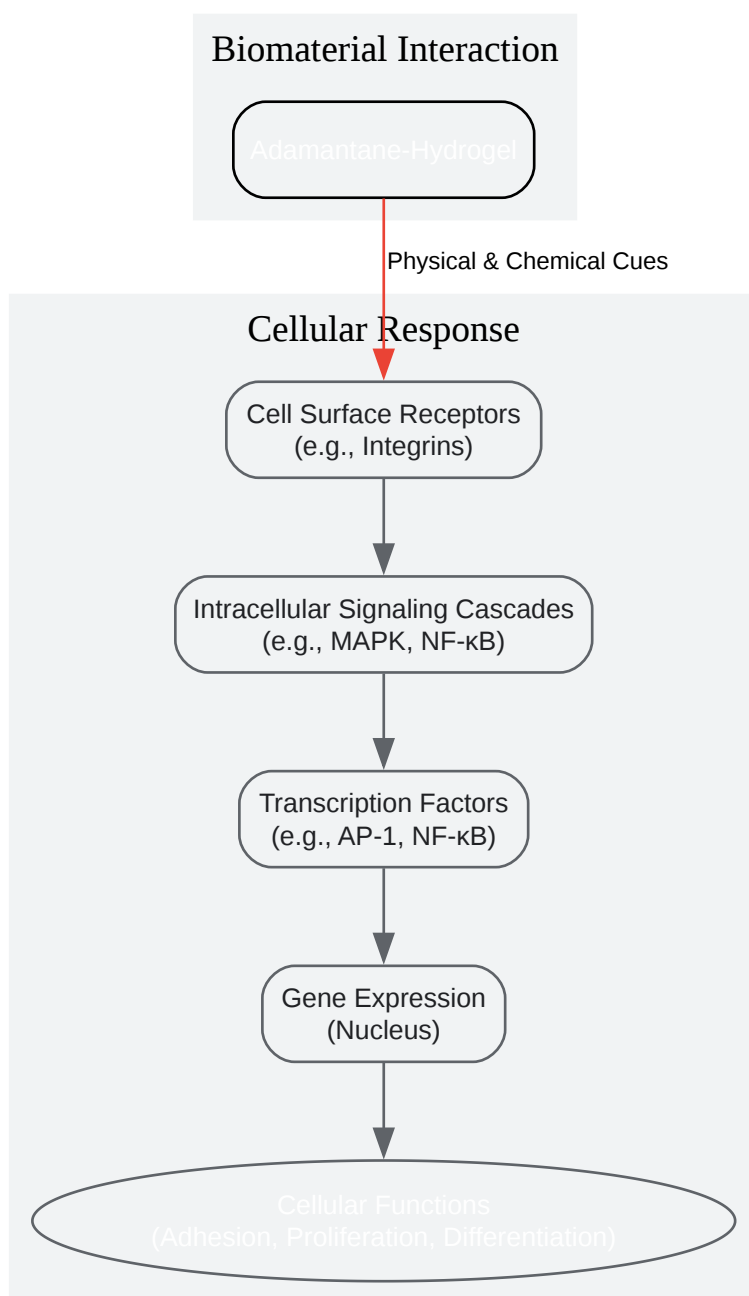 Biomaterial Interaction
Adamantane-Hydrogel
Physical & Chemical Cues
Cellular Response
Cell Surface Receptors
(e.g., Integrins)
Intracellular Signaling Cascades
(e.g., MAPK, NF-κB)
Transcription Factors
(e.g., AP-1, NF-κB)
Gene Expression
(Nucleus)
Cellular Functions
(Adhesion, Proliferation, Differentiation)